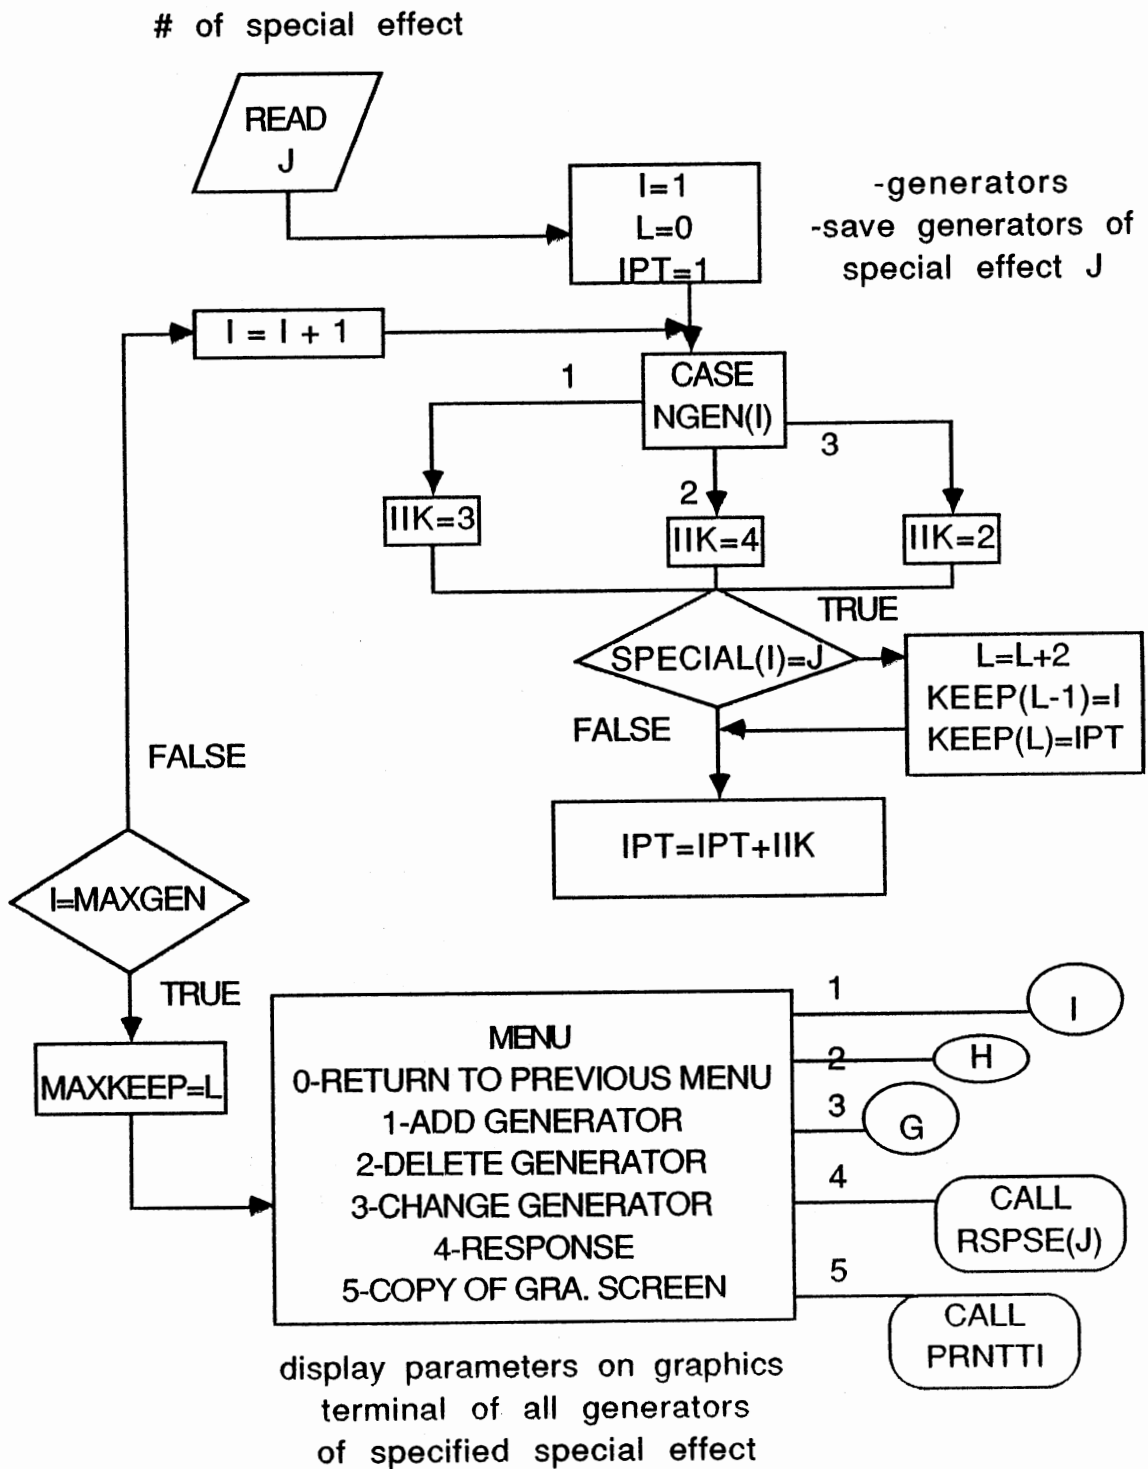 # of special effect
READ
J
I=1
L=0
IPT=1
-generators
-save generators of
special effect J
I = I + 1
CASE
NGEN(I)
1
2
3
IIK=3
IIK=4
IIK=2
TRUE
SPECIAL(I)=J
L=L+2
KEEP(L-1)=I
KEEP(L)=IPT
FALSE
IPT=IPT+IIK
FALSE
I=MAXGEN
TRUE
MAXKEEP=L
MENU
0-RETURN TO PREVIOUS MENU
1-ADD GENERATOR
2-DELETE GENERATOR
3-CHANGE GENERATOR
4-RESPONSE
5-COPY OF GRA. SCREEN
1
I
2
H
3
G
4
CALL
RSPSE(J)
5
CALL
PRNTTI
display parameters on graphics
terminal of all generators
of specified special effect